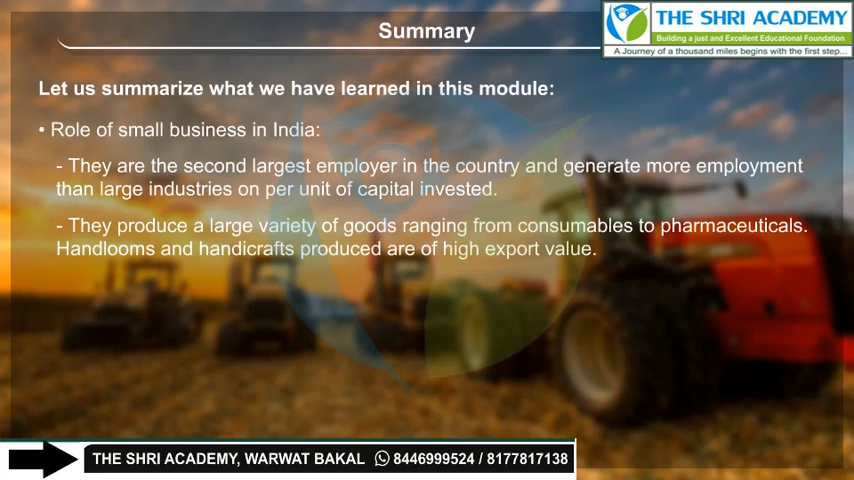 Summary
THE SHRI ACADEMY
Building a just and Excellent Educational Foundation
A Journey of a thousand miles begins with the first step...
Let us summarize what we have learned in this module:
• Role of small business in India:
- They are the second largest employer in the country and generate more employment
than large industries on per unit of capital invested.
- They produce a large variety of goods ranging from consumables to pharmaceuticals.
Handlooms and handicrafts produced are of high export value.
THE SHRI ACADEMY, WARWAT BAKAL 8446999524 / 8177817138